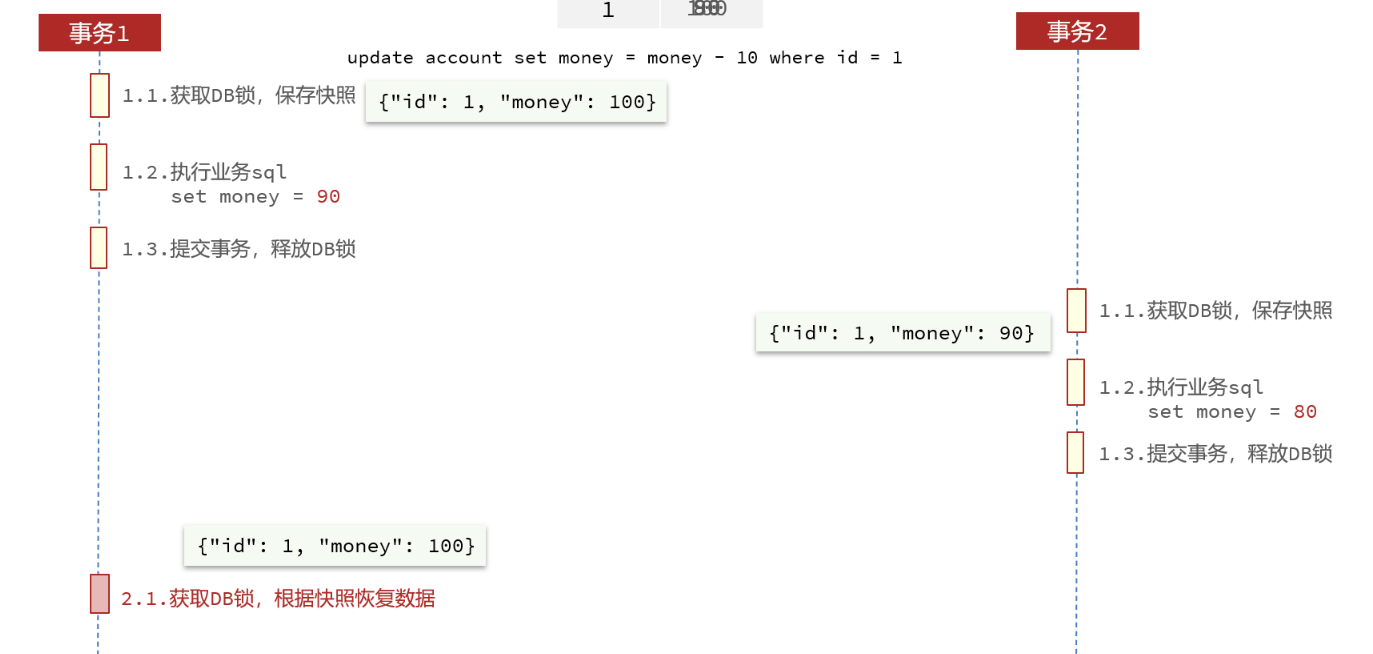 1
事务1
事务2
update account set money = money - 10 where id = 1
1.1.获取DB锁，保存快照
{"id": 1, "money": 100}
1.2.执行业务sql
set money = 90
1.3.提交事务，释放DB锁
1.1.获取DB锁，保存快照
{"id": 1, "money": 90}
1.2.执行业务sql
set money = 80
1.3.提交事务，释放DB锁
{"id": 1, "money": 100}
2.1.获取DB锁，根据快照恢复数据